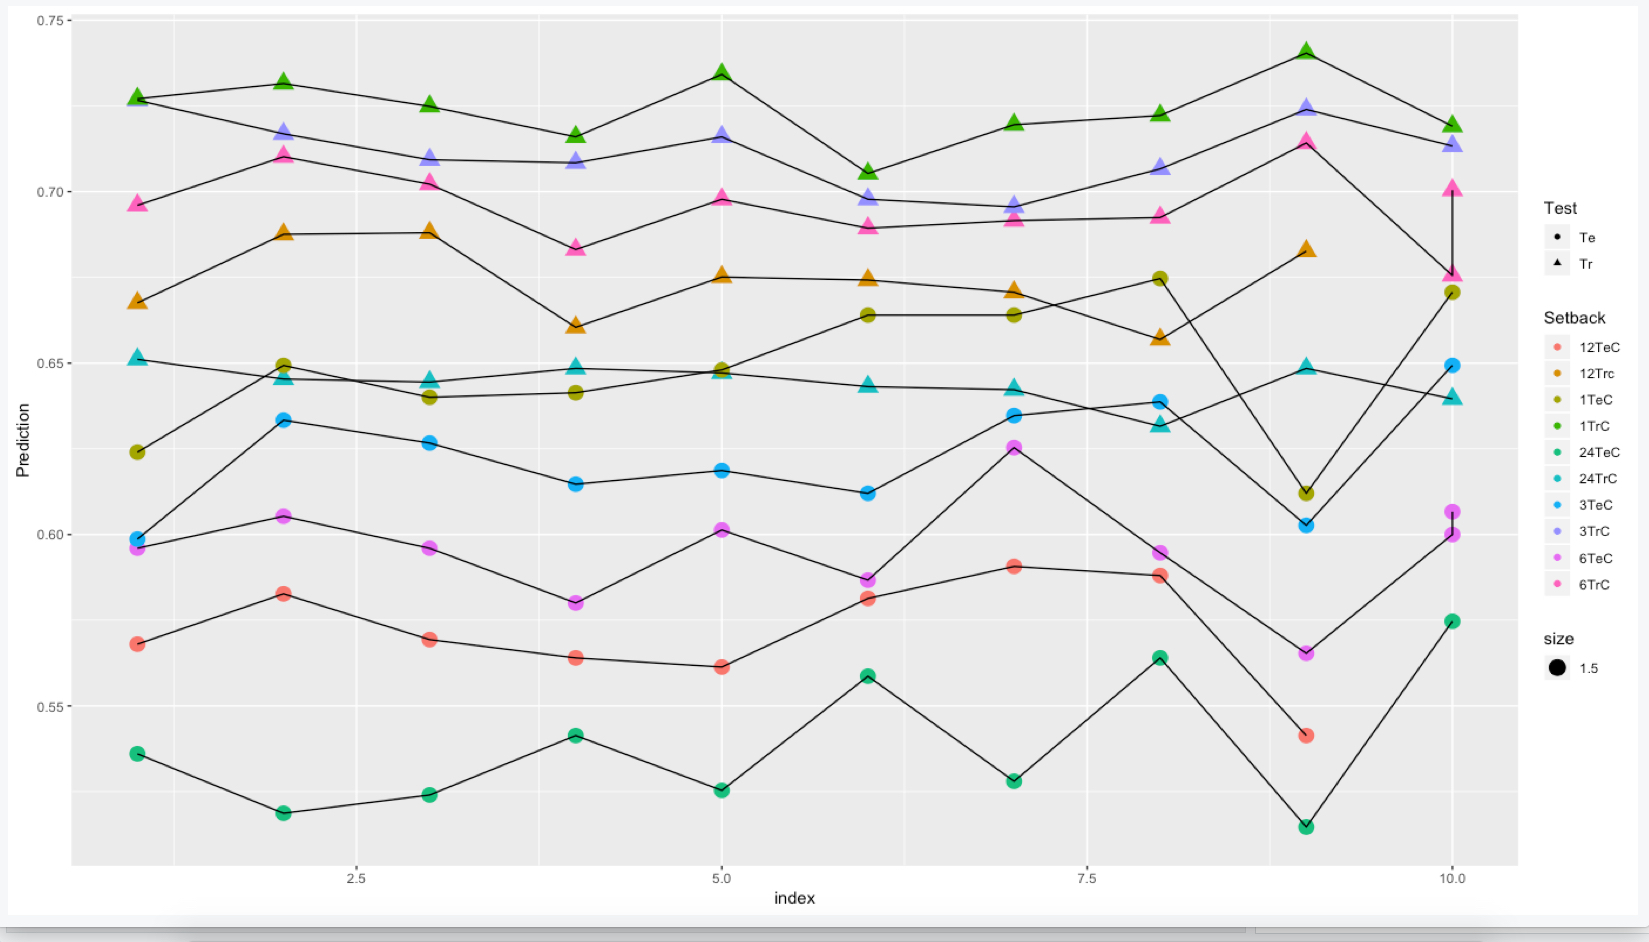 0.75
0.70
0.65
0.60
0.55
Prediction
2.5
5.0
7.5
10.0
index
Test
Te
Tr
Setback
12TeC
12Trc
1TeC
1TrC
24TeC
24TrC
3TeC
3TrC
6TeC
6TrC
size
1.5